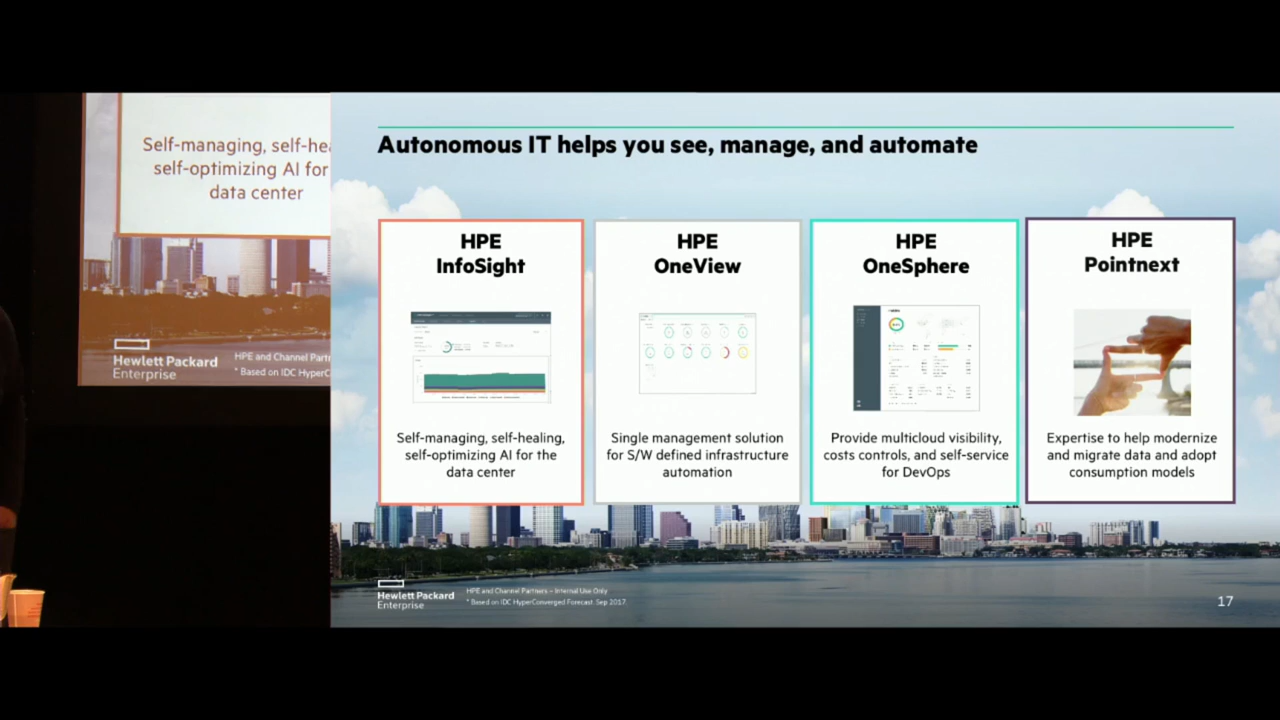 Self-managing, self-hea
self-optimizing AI for
data center
Hewlett Packard
Enterprise
HPE and Channel Partn
* Based on IDC HyperC
Autonomous IT helps you see, manage, and automate
HPE
InfoSight
Self-managing, self-healing,
self-optimizing AI for the
data center
HPE
OneView
Single management solution
for S/W defined infrastructure
automation
HPE
OneSphere
Provide multicloud visibility,
costs controls, and self-service
for DevOps
HPE
Pointnext
Expertise to help modernize
and migrate data and adopt
consumption models
Hewlett Packard
Enterprise
HPE and Channel Partners – Internal Use Only
* Based on IDC HyperConverged Forecast, Sep 2017
17